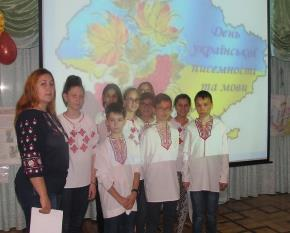 День
української
писемності
та мови